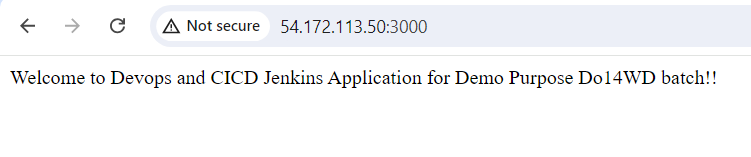 Not secure 54.172.113.50:3000
Welcome to Devops and CICD Jenkins Application for Demo Purpose Do14WD batch!!